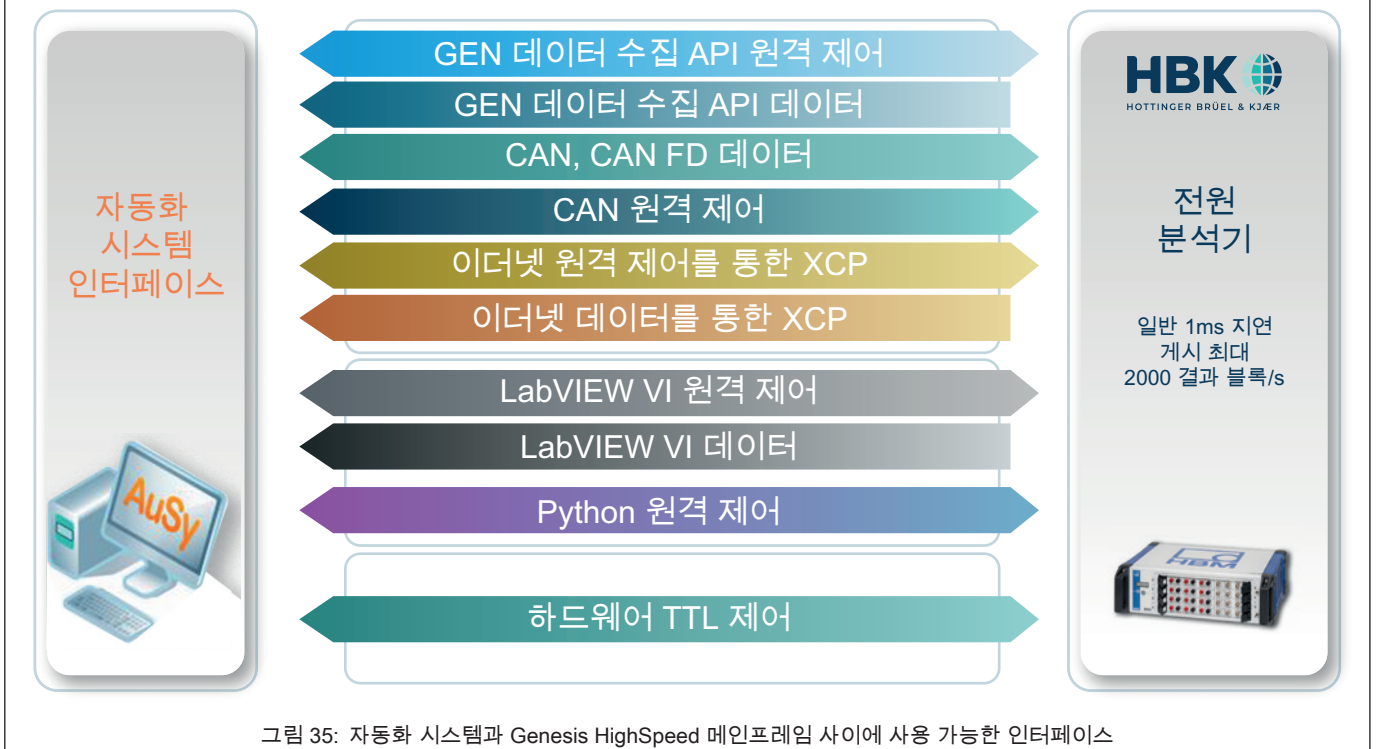 자동화
시스템
인터페이스
AuSy
GEN 데이터 수집 API 원격 제어
GEN 데이터 수집 API 데이터
CAN, CAN FD 데이터
CAN 원격 제어
이더넷 원격 제어를 통한 XCP
이더넷 데이터를 통한 XCP
LabVIEW VI 원격 제어
LabVIEW VI 데이터
Python 원격 제어
하드웨어 TTL 제어
HBK
HOTTINGER BRÜEL & KJÆR
전원
분석기
일반 1ms 지연
게시 최대
2000 결과 블록/s
HBM
그림 35: 자동화 시스템과 Genesis HighSpeed 메인프레임 사이에 사용 가능한 인터페이스